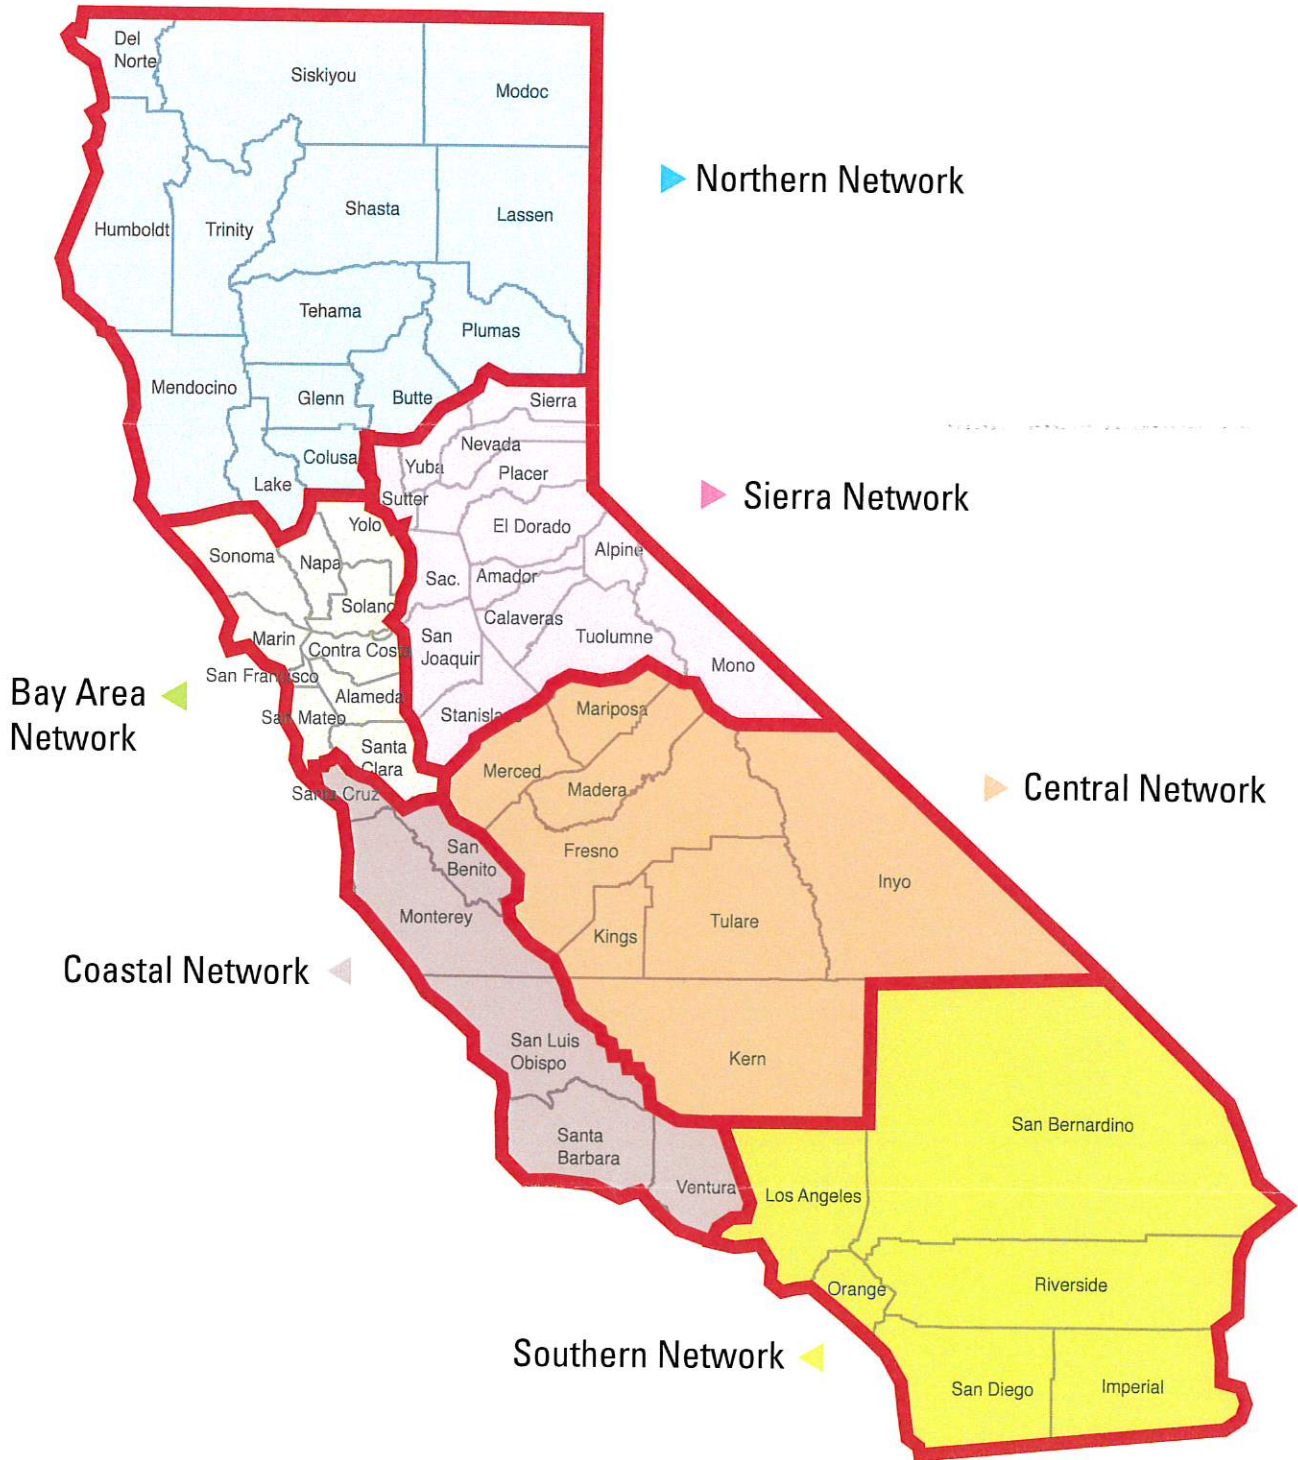 Del
Norte
Siskiyou
Modoc
Humboldt
Trinity
Shasta
Lassen
Tehama
Plumas
Mendocino
Glenn
Butte
Lake
Colusa
Northern Network
Sierra
Nevada
Yuba
Placer
Sutter
El Dorado
Alpine
Sac.
Amador
Calaveras
Tuolumne
San
Joaquin
Mono
Stanislaus
Sierra Network
Yolo
Sonoma
Napa
Solano
Marin
Contra Costa
San Francisco
Alameda
San Mateo
Santa
Clara
Bay Area
Network
Mariposa
Merced
Madera
Fresno
Inyo
Kings
Tulare
Kern
Central Network
Santa Cruz
San
Benito
Monterey
San Luis
Obispo
Santa
Barbara
Ventura
Coastal Network
San Bernardino
Los Angeles
Orange
Riverside
San Diego
Imperial
Southern Network